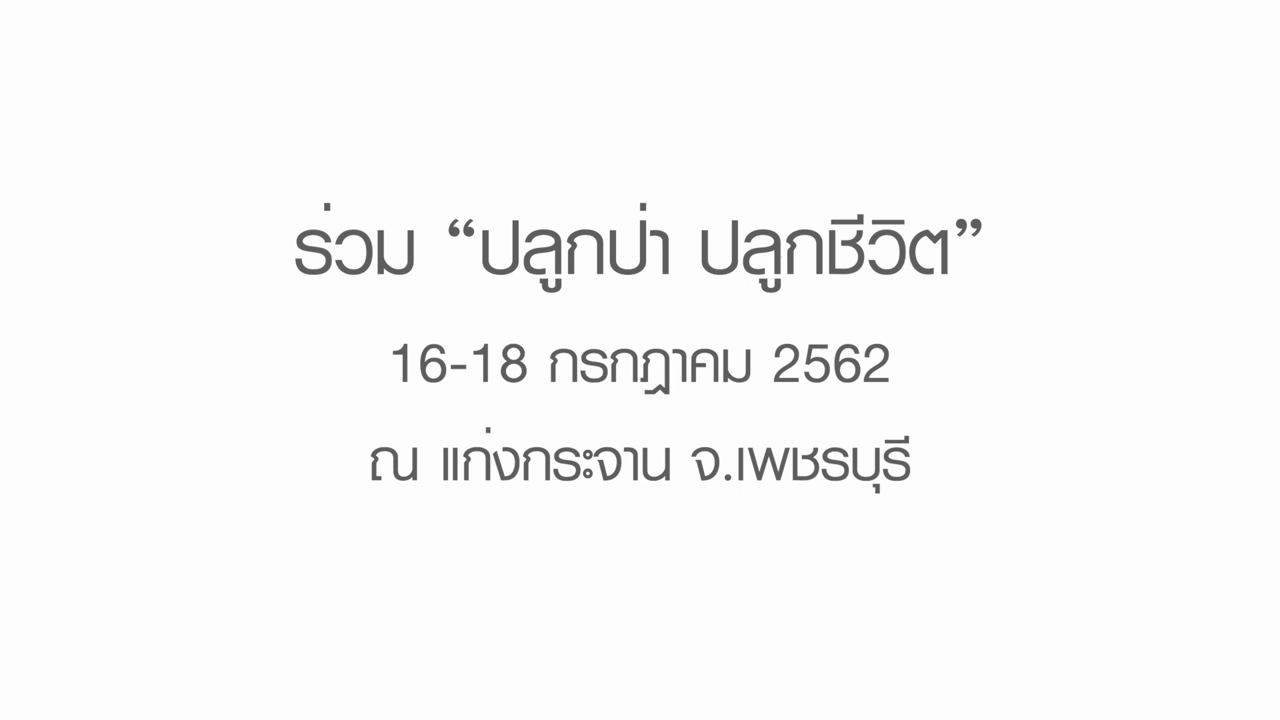 ร่วม “ปลูกป่า ปลูกชีวิต”
16-18 กรกฎาคม 2562
ณ แก่งกระจาน จ.เพชรบุรี